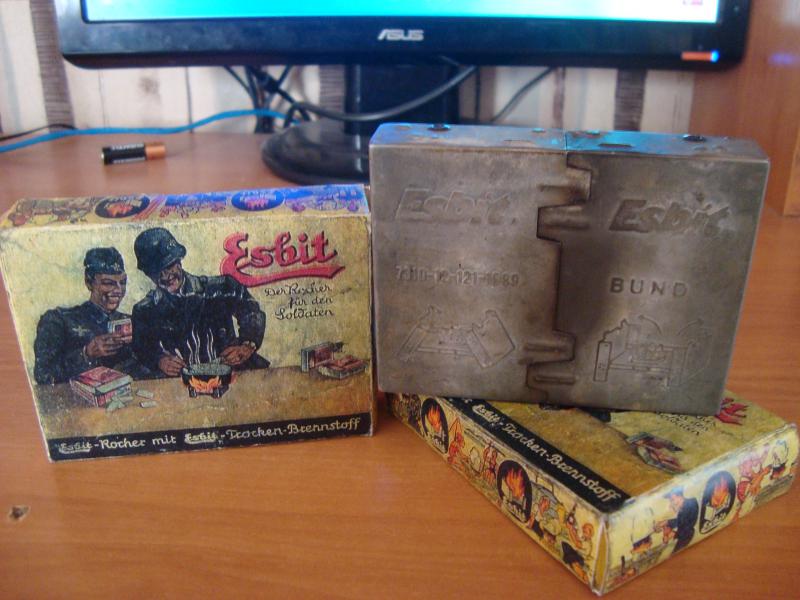 ASUS
Esbit
Der Kocher
für den
Soldaten
Esbit-Kocher mit Esbit-Trocken-Brennstoff
Esbit
Esbit
BUND
Esbit-Trocken-Brennstoff